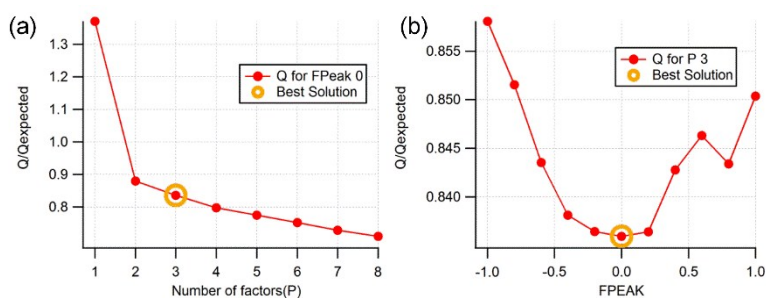 (a)
Q/Qexpected
1.3
1.2
1.1
1.0
0.9
0.8
Q for FPeak 0
Best Solution
1 2 3 4 5 6 7 8
Number of factors(P)
(b)
Q/Qexpected
0.855
0.850
0.845
0.840
Q for P 3
Best Solution
-1.0 -0.5 0.0 0.5 1.0
FPEAK